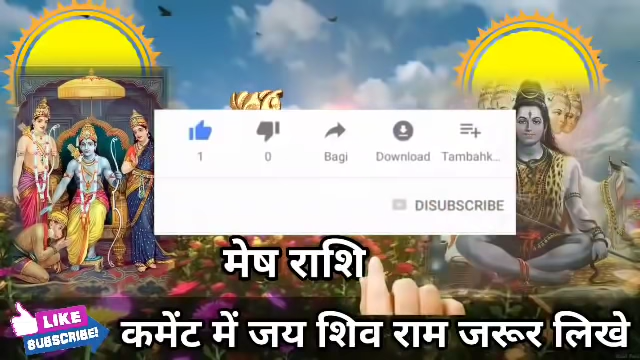 1
0
Bagi
Download
Tambahk...
DISUBSCRIBE
मेष राशि
LIKE
SUBSCRIBE!
कमेंट में जय शिव राम जरूर लिखे